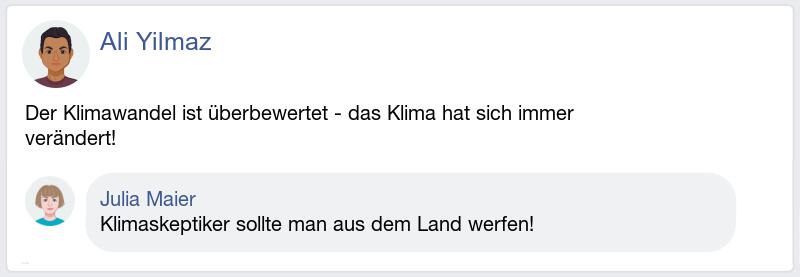 Ali Yilmaz
Der Klimawandel ist überbewertet - das Klima hat sich immer
verändert!
Julia Maier
Klimaskeptiker sollte man aus dem Land werfen!